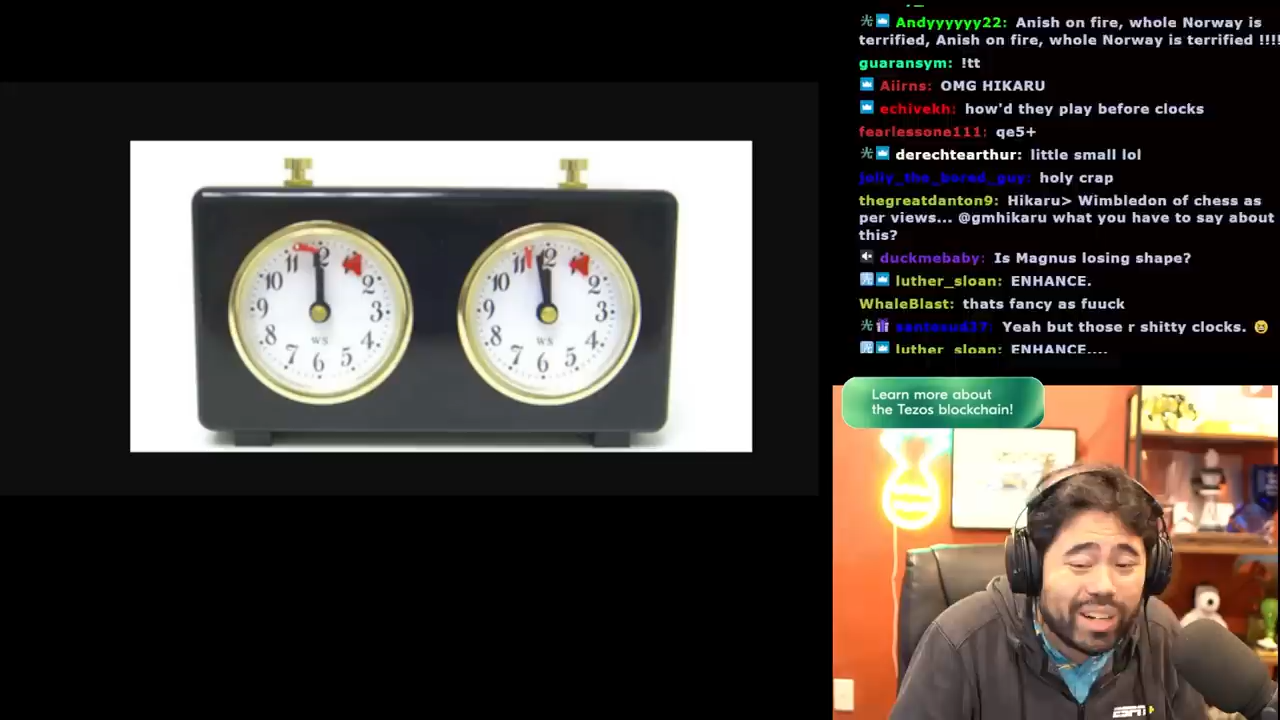 Andyyyyyy22: Anish on fire, whole Norway is
terrified, Anish on fire, whole Norway is terrified !!!!
guaransym: !tt
Aiirns: OMG HIKARU
echivekh: how'd they play before clocks
fearlessone111: qe5+
derechtearthur: little small lol
jolly_the_bored_guy: holy crap
thegreatdanton9: Hikaru> Wimbledon of chess as
per views... @gmhikaru what you have to say about
this?
duckmebaby: Is Magnus losing shape?
luther_sloan: ENHANCE.
WhaleBlast: thats fancy as fuuck
Yeah but those r shitty clocks.
luther_sloan: ENHANCE....
11 12 2 3 4 5 6 7 8 9 10
WS
11 12 2 3 4 5 6 7 8 9 10
WS
Learn more about
the Tezos blockchain!
ESPN+